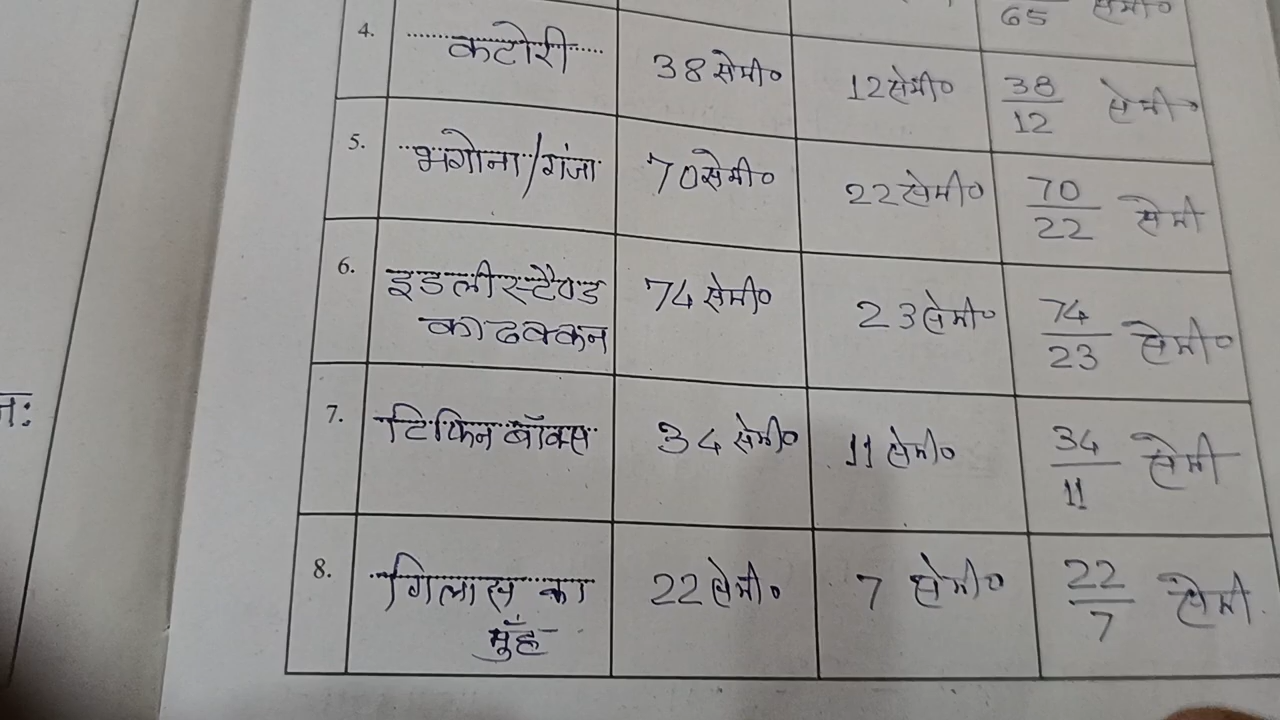 65 सेमी०
4. कटोरी 38 सेमी० 12 सेमी० 38/12 सेमी०
5. भगोना/गंजा 70 सेमी० 22 सेमी० 70/22 सेमी
6. इडली स्टैण्ड 74 सेमी० 23 सेमी० 74/23 सेमी०
का ढक्कन
7. टिफिन बॉक्स 34 सेमी० 11 सेमी० 34/11 सेमी
8. गिलास का 22 सेमी० 7 सेमी० 22/7 सेमी
मुँह